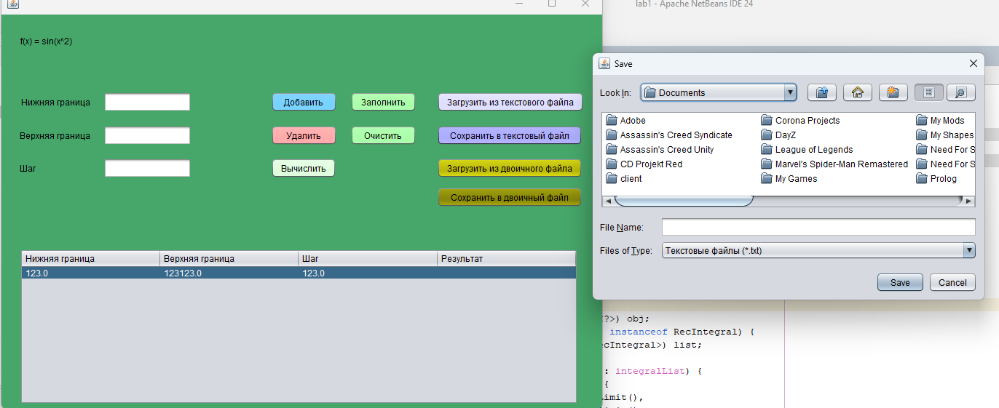 lab1 - Apache NetBeans IDE 24
f(x) = sin(x^2)
Нижняя граница
Добавить
Заполнить
Загрузить из текстового файла
Верхняя граница
Удалить
Очистить
Сохранить в текстовый файл
Шаг
Вычислить
Загрузить из двоичного файла
Сохранить в двоичный файл
Нижняя граница Верхняя граница Шаг Результат
123.0 123123.0 123.0
Save
Look In: Documents
Adobe
Assassin's Creed Syndicate
Assassin's Creed Unity
CD Projekt Red
client
Corona Projects
DayZ
League of Legends
Marvel's Spider-Man Remastered
My Games
My Mods
My Shapes
Need For S
Need For S
Prolog
File Name:
Files of Type: Текстовые файлы (*.txt)
Save
Cancel
?>) obj;
instanceof RecIntegral) {
ecIntegral>) list;
: integralList) {
{
imit(),